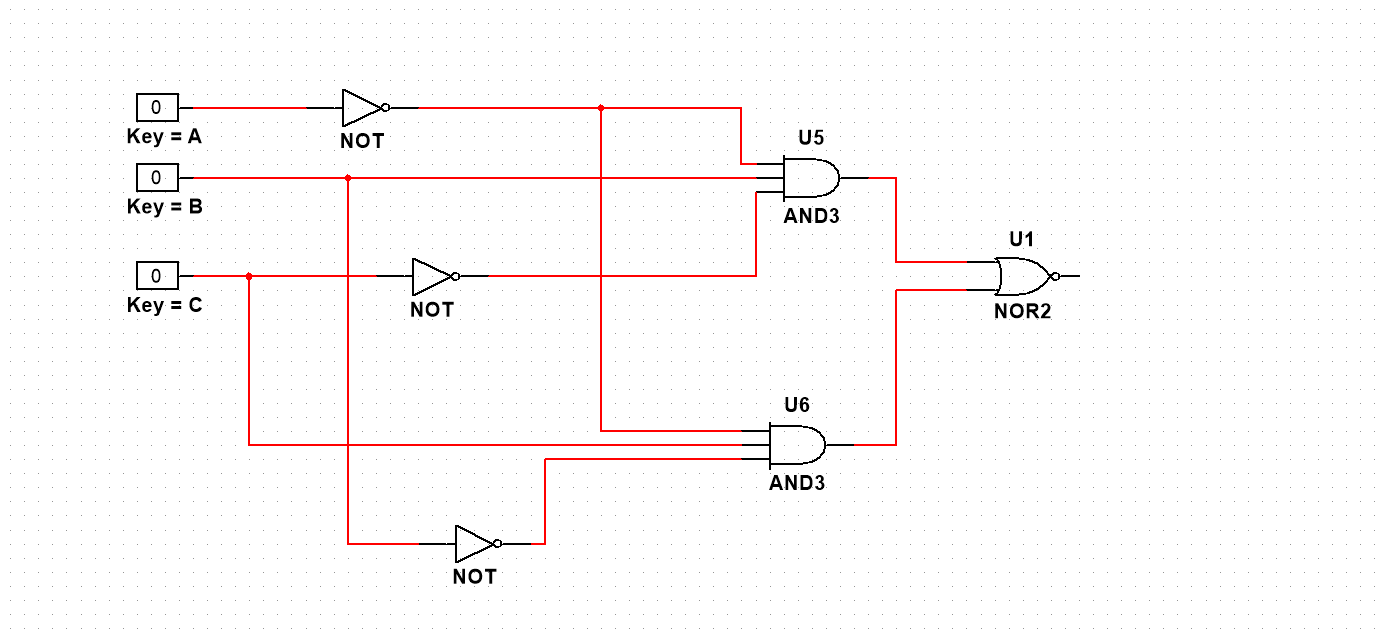 0
Key = A
NOT
U5
0
Key = B
AND3
U1
0
Key = C
NOT
NOR2
U6
AND3
NOT